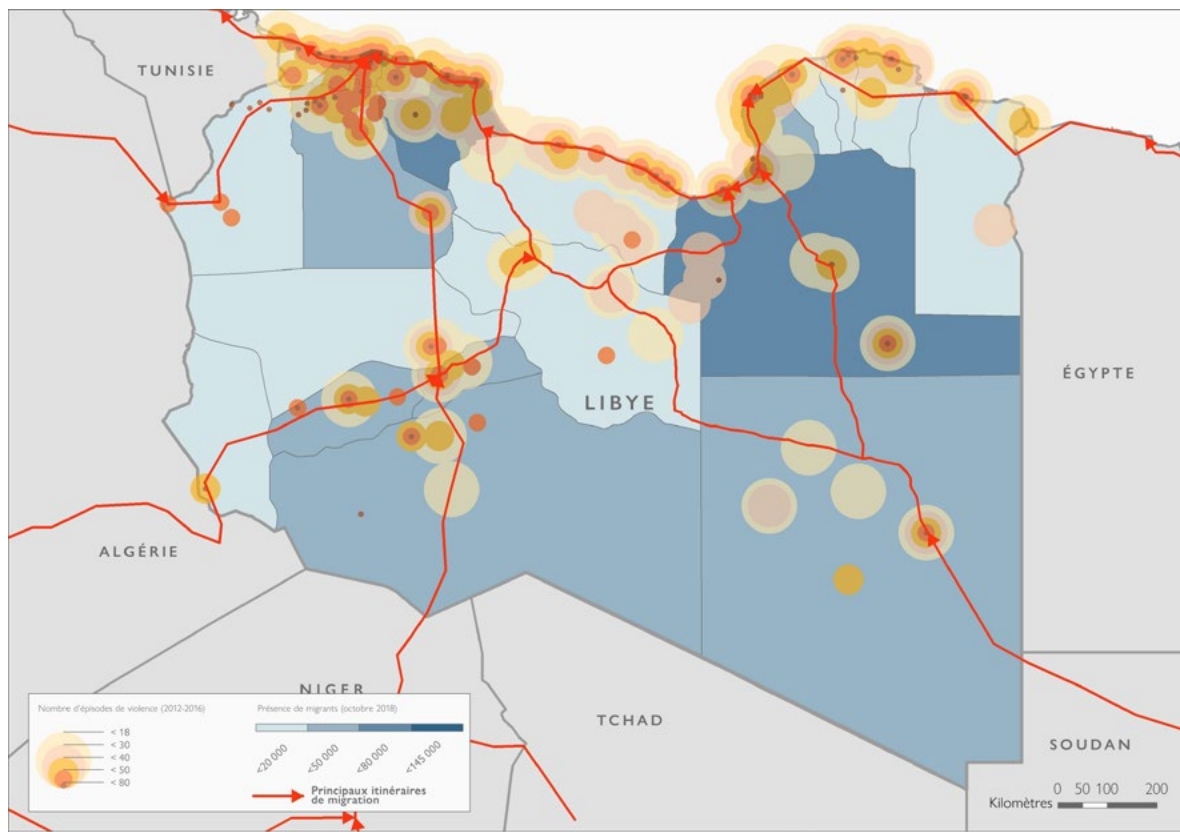 TUNISIE
LIBYE
ÉGYPTE
ALGÉRIE
NIGER
TCHAD
SOUDAN
Nombre d'épisodes de violence (2012-2016)
< 18
< 30
< 40
< 50
< 80
Présence de migrants (octobre 2018)
<20 000
<50 000
<80 000
<145 000
Principaux itinéraires
de migration
0 50 100 200
Kilomètres